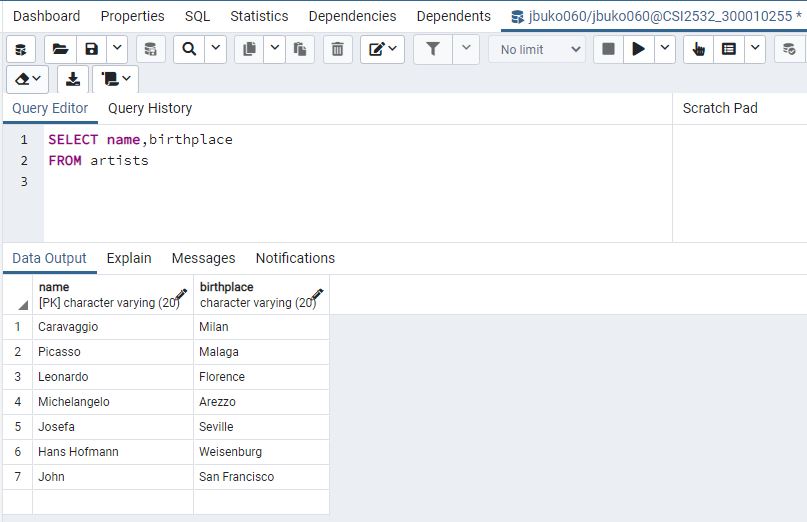 Dashboard Properties SQL Statistics Dependencies Dependents jbuko060/jbuko060@CSI2532_300010255 *
No limit
Query Editor Query History Scratch Pad
1 SELECT name,birthplace
2 FROM artists
3
Data Output Explain Messages Notifications
name birthplace
[PK] character varying (20) character varying (20)
1 Caravaggio Milan
2 Picasso Malaga
3 Leonardo Florence
4 Michelangelo Arezzo
5 Josefa Seville
6 Hans Hofmann Weisenburg
7 John San Francisco